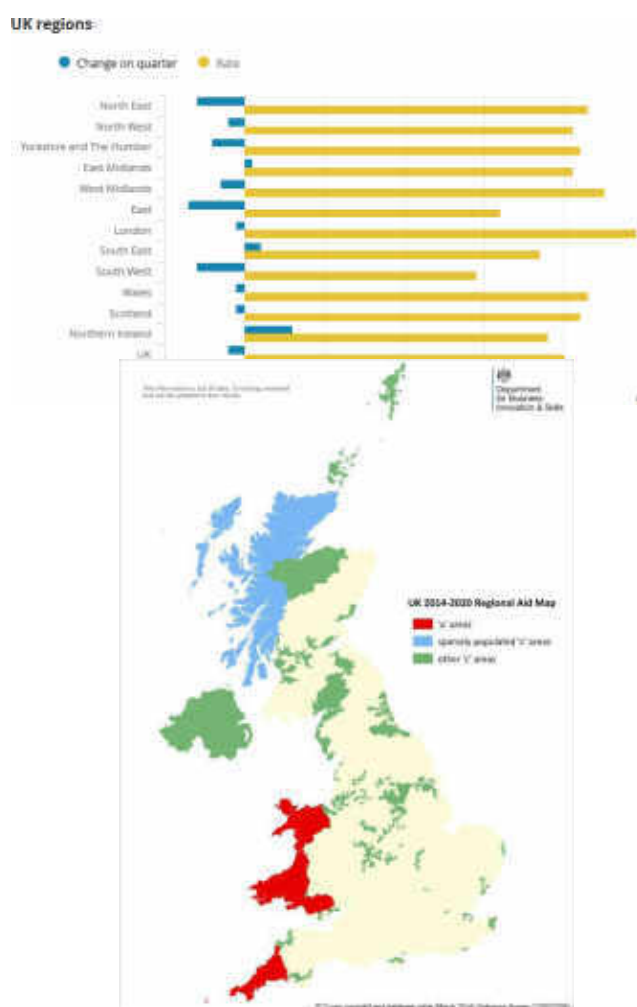 UK regions
Change on quarter
Rate
North East
North West
Yorkshire and The Humber
East Midlands
West Midlands
East
London
South East
South West
Wales
Scotland
Northern Ireland
UK
Department
for Business
Innovation & Skills
UK 2014-2020 Regional Aid Map
'a' areas
sparsely populated 'c' areas
other 'c' areas